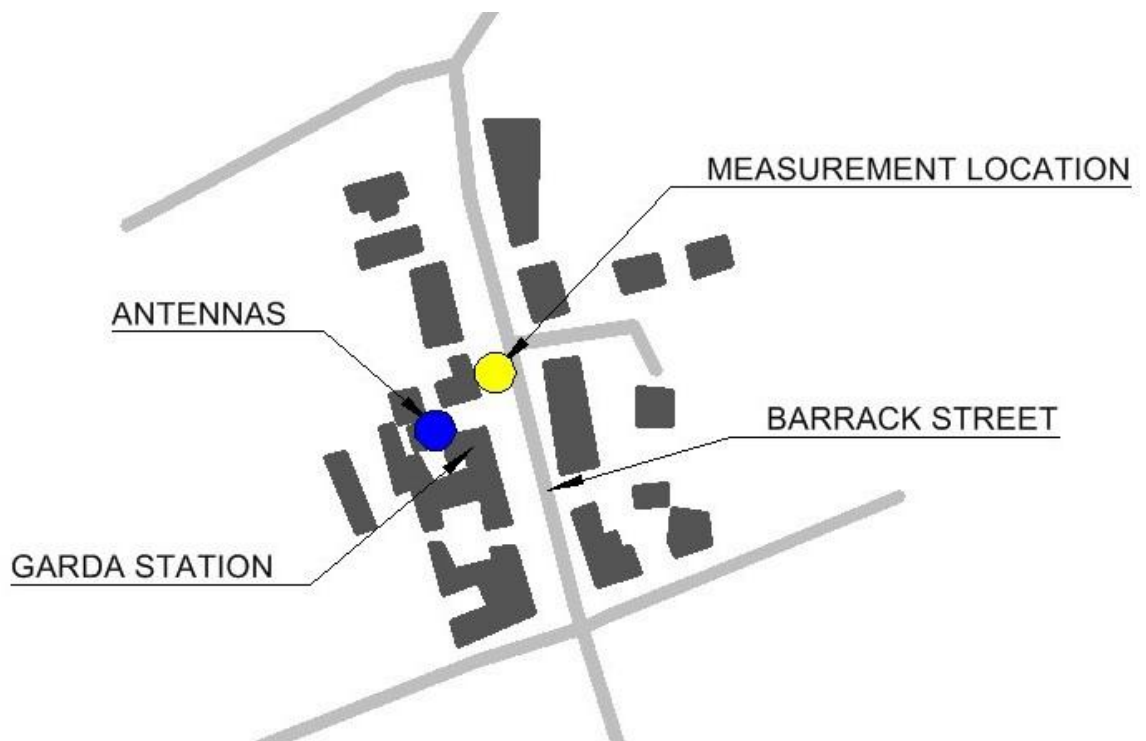 MEASUREMENT LOCATION
ANTENNAS
BARRACK STREET
GARDA STATION